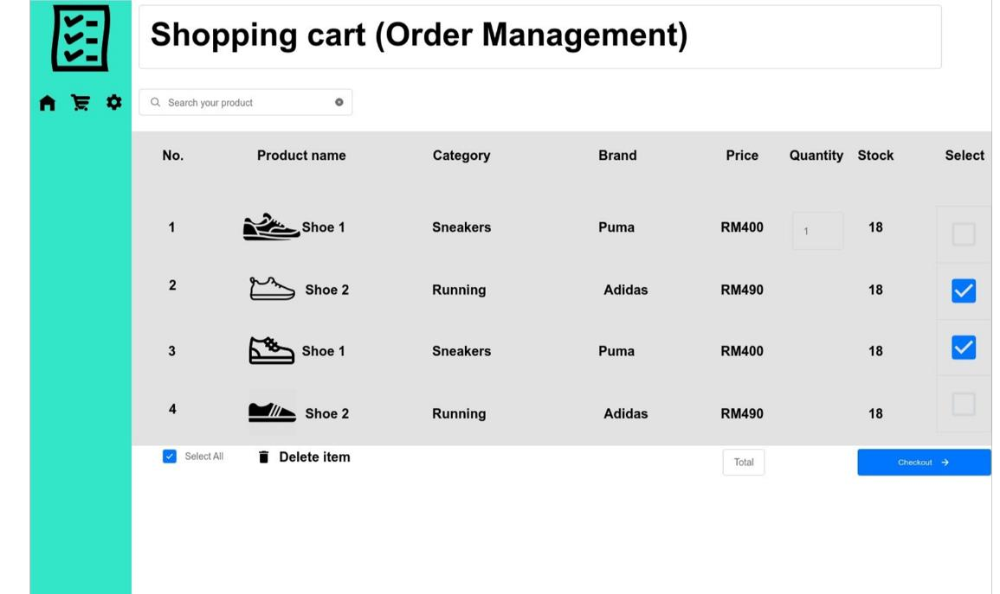 Shopping cart (Order Management)
Search your product
No. Product name Category Brand Price Quantity Stock Select
1 Shoe 1 Sneakers Puma RM400 1 18
2 Shoe 2 Running Adidas RM490 18
3 Shoe 1 Sneakers Puma RM400 18
4 Shoe 2 Running Adidas RM490 18
Select All Delete item Total Checkout